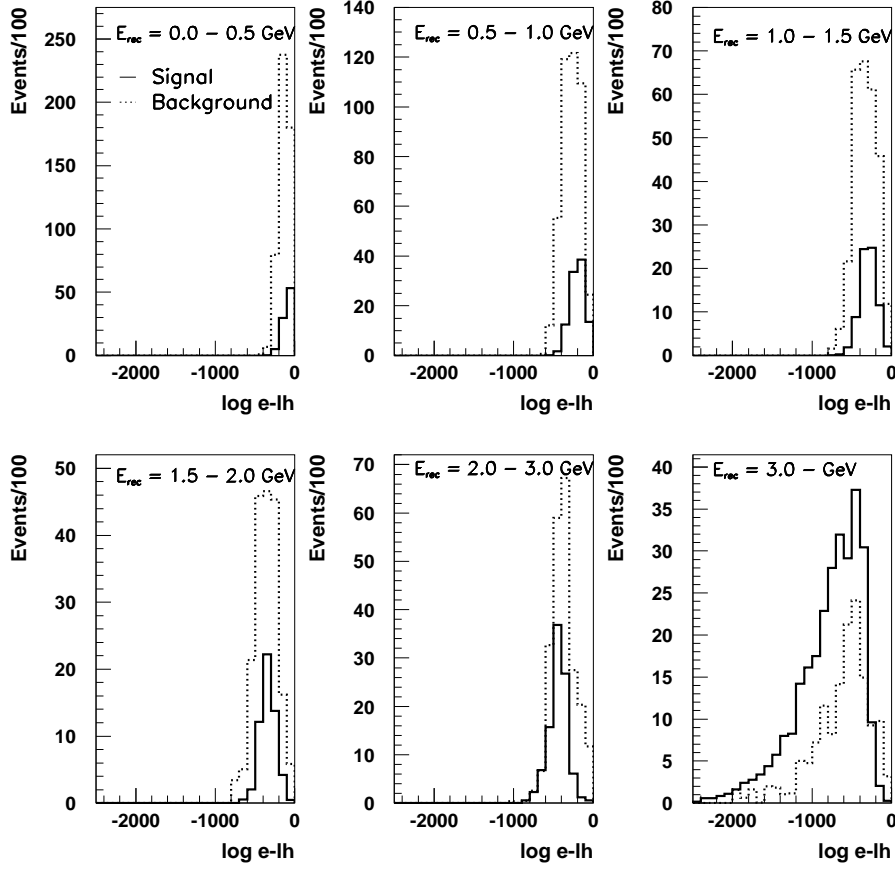 Events/100
E_rec = 0.0 – 0.5 GeV
Signal
Background
250
200
150
100
50
0
-2000 -1000 0
log e-lh
Events/100
E_rec = 0.5 – 1.0 GeV
140
120
100
80
60
40
20
0
-2000 -1000 0
log e-lh
Events/100
E_rec = 1.0 – 1.5 GeV
80
70
60
50
40
30
20
10
0
-2000 -1000 0
log e-lh
Events/100
E_rec = 1.5 – 2.0 GeV
50
40
30
20
10
0
-2000 -1000 0
log e-lh
Events/100
E_rec = 2.0 – 3.0 GeV
70
60
50
40
30
20
10
0
-2000 -1000 0
log e-lh
Events/100
E_rec = 3.0 – GeV
40
35
30
25
20
15
10
5
0
-2000 -1000 0
log e-lh